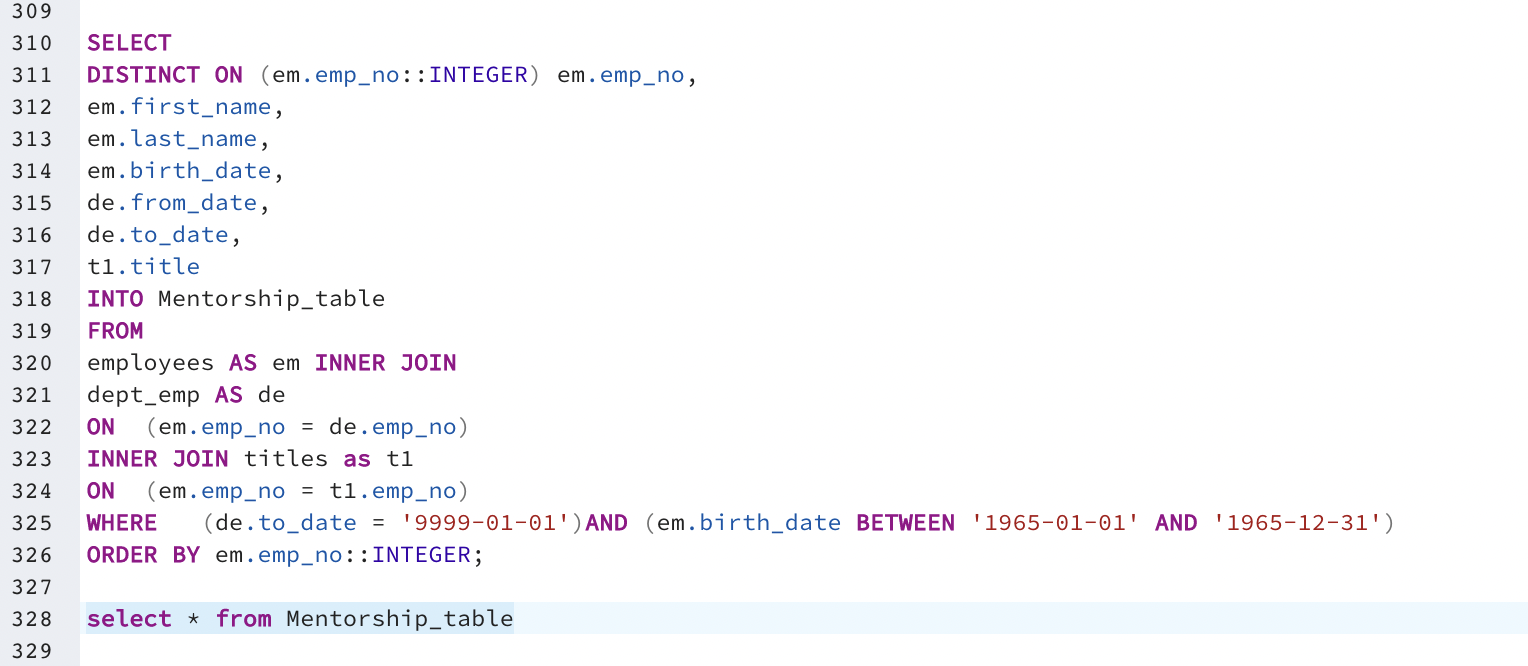 309
310 SELECT
311 DISTINCT ON (em.emp_no::INTEGER) em.emp_no,
312 em.first_name,
313 em.last_name,
314 em.birth_date,
315 de.from_date,
316 de.to_date,
317 t1.title
318 INTO Mentorship_table
319 FROM
320 employees AS em INNER JOIN
321 dept_emp AS de
322 ON  (em.emp_no = de.emp_no)
323 INNER JOIN titles as t1
324 ON  (em.emp_no = t1.emp_no)
325 WHERE   (de.to_date = '9999-01-01')AND (em.birth_date BETWEEN '1965-01-01' AND '1965-12-31')
326 ORDER BY em.emp_no::INTEGER;
327
328 select * from Mentorship_table
329